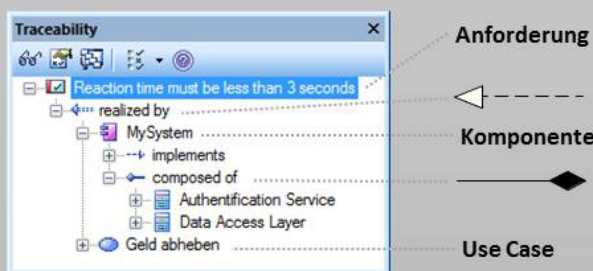 Traceability
Anforderung
Reaction time must be less than 3 seconds
realized by
MySystem
Komponente
implements
composed of
Authentification Service
Data Access Layer
Geld abheben
Use Case